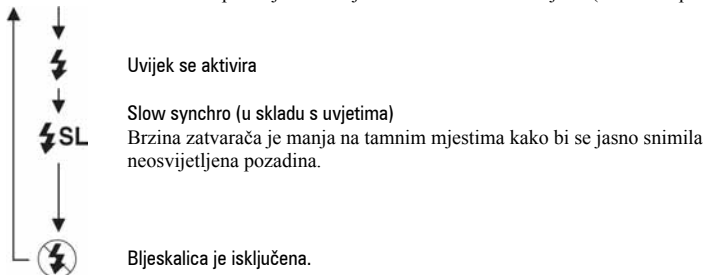 Uvijek se aktivira
Slow synchro (u skladu s uvjetima)
SL
Brzina zatvarača je manja na tamnim mjestima kako bi se jasno snimila
neosvijetljena pozadina.
Bljeskalica je isključena.